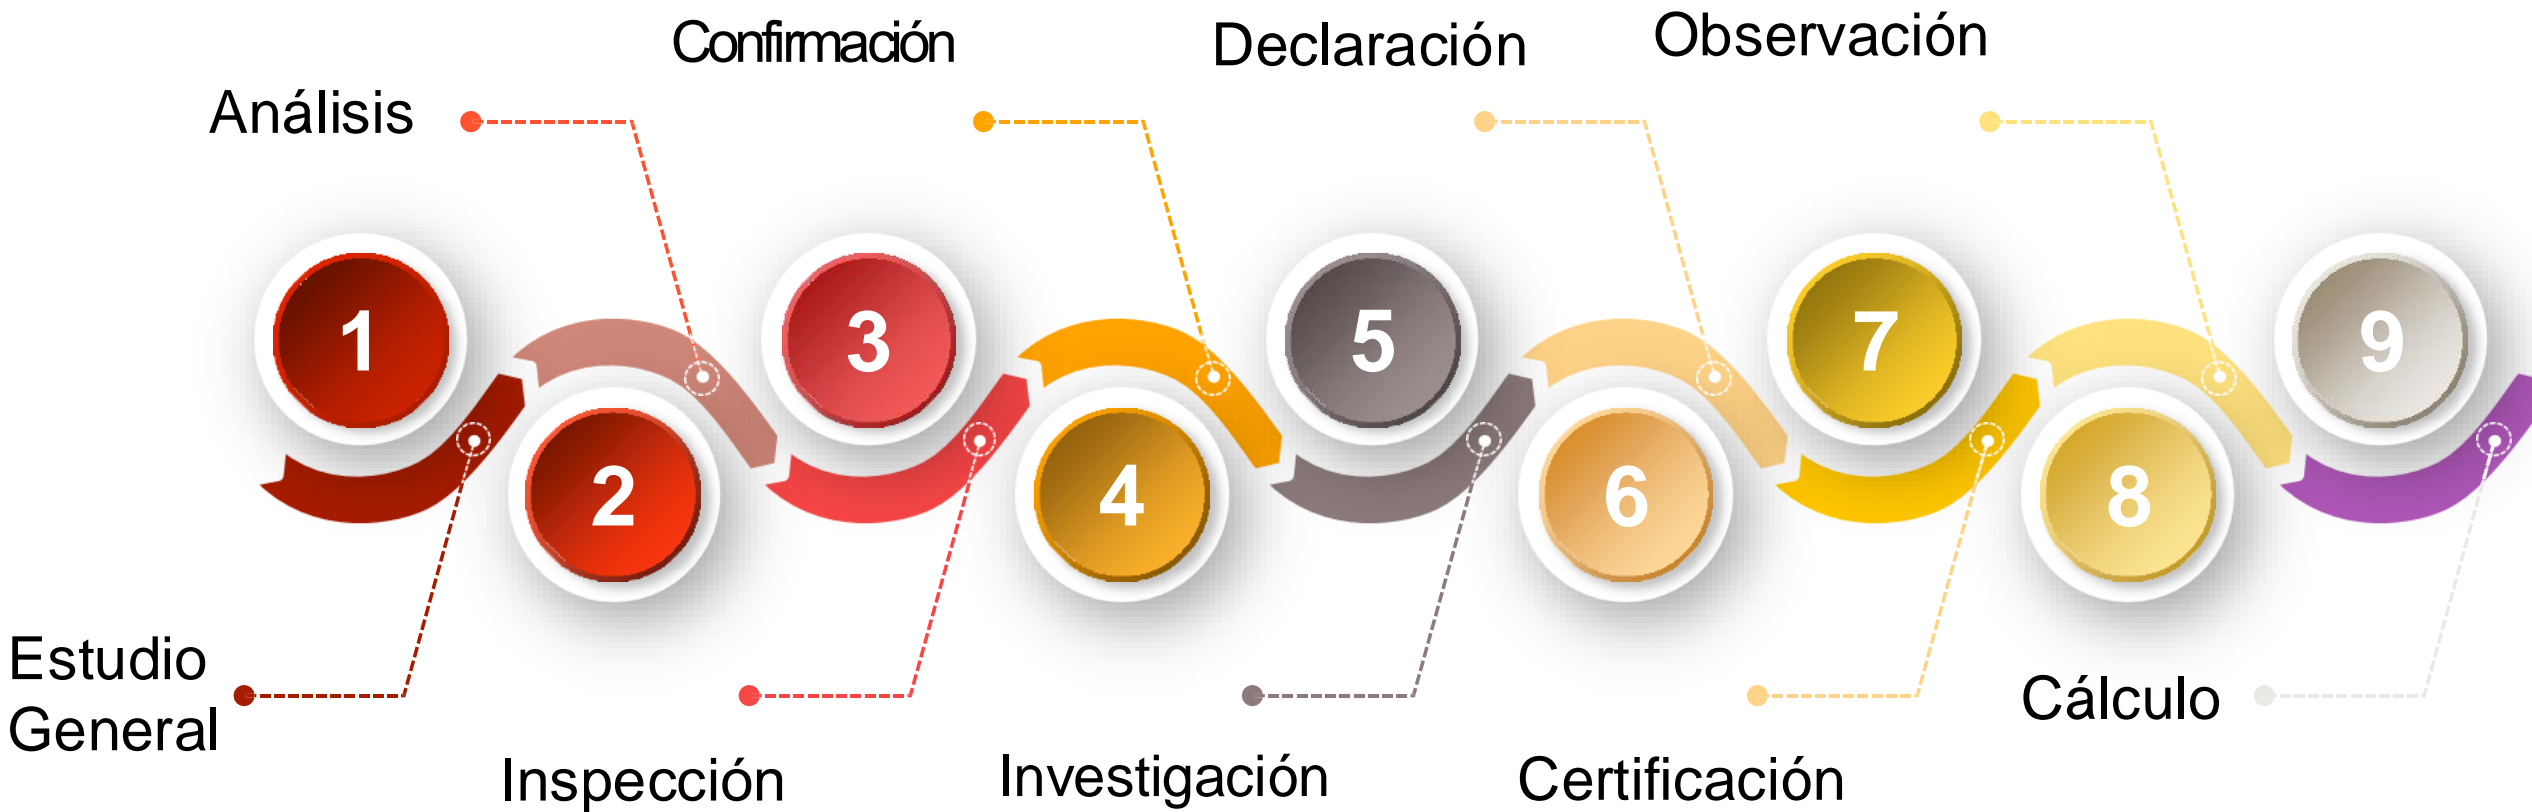 Confirmación
Declaración
Observación
Análisis
1
3
5
7
9
2
4
6
8
Estudio
General
Cálculo
Inspección
Investigación
Certificación